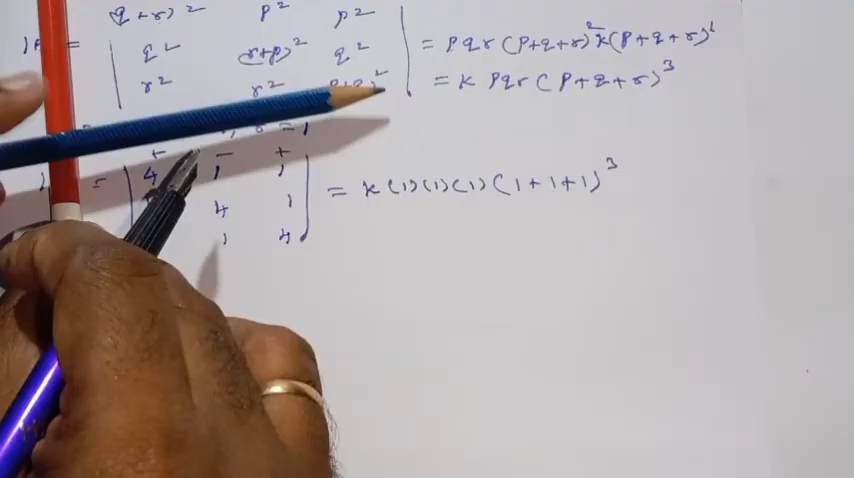 (q+r)² p² p²
q² (r+p)² q² = pqr(p+q+r)² k(p+q+r)¹
r² r² = k pqr(p+q+r)³
r = 1
+ - +
= 4 1 1 = k(1)(1)(1)(1+1+1)³
4 1
1 4